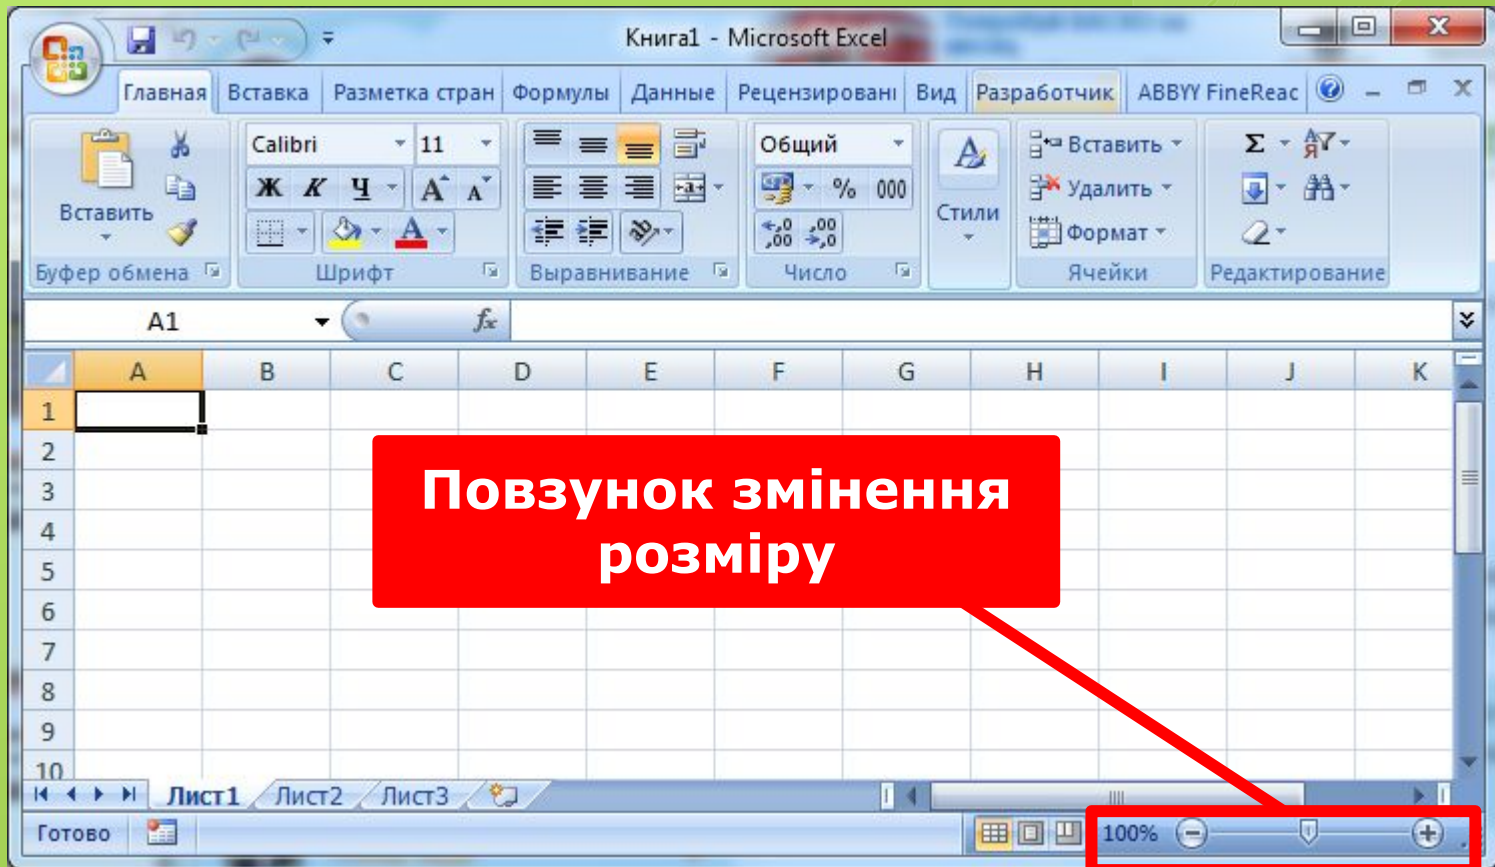 Книга1 - Microsoft Excel
Главная Вставка Разметка стран Формулы Данные Рецензировані Вид Разработчик ABBYY FineReac
Calibri 11 Общий Вставить
Ж К Ч А А % 000 Удалить
Вставить Стили Формат
Буфер обмена Шрифт Выравнивание Число Ячейки Редактирование
A1 fx
A B C D E F G H I J K
1
2
3
4
5
6
7
8
9
10
Повзунок змінення
розміру
Лист1 Лист2 Лист3
Готово 100%